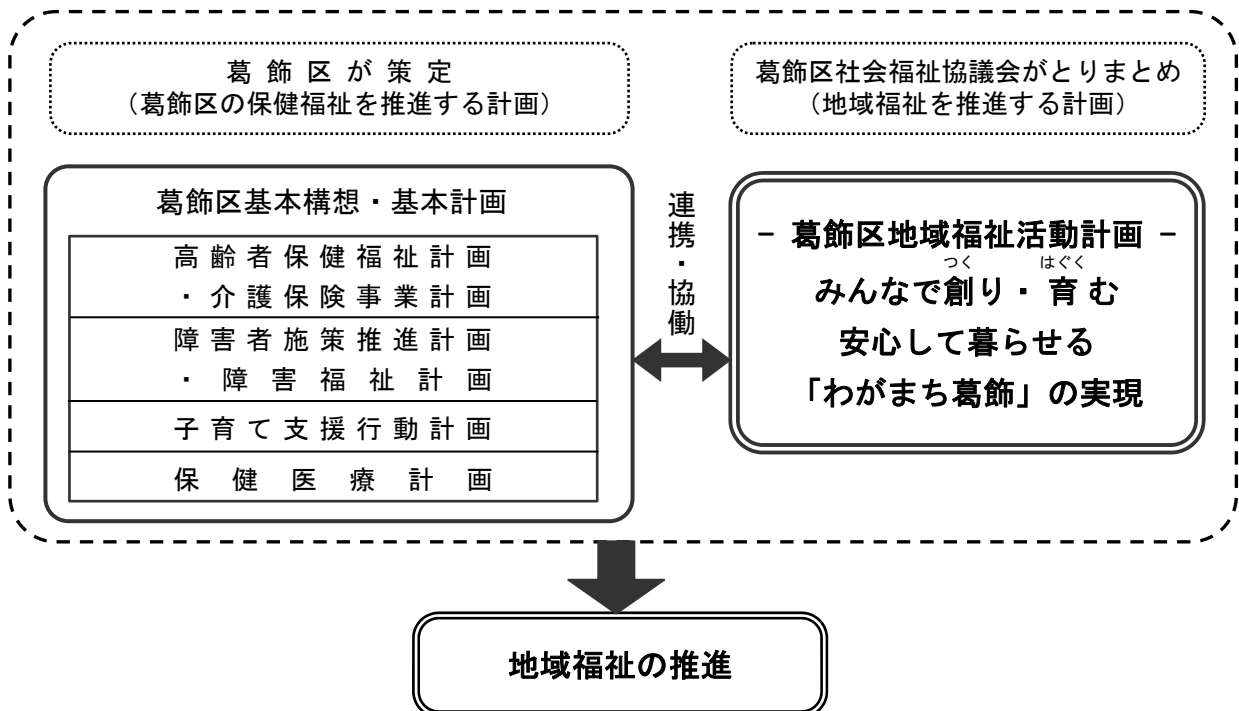 葛飾区が策定
（葛飾区の保健福祉を推進する計画）
葛飾区社会福祉協議会がとりまとめ
（地域福祉を推進する計画）
葛飾区基本構想・基本計画
高齢者保健福祉計画
・介護保険事業計画
障害者施策推進計画
・障害福祉計画
子育て支援行動計画
保健医療計画
連携・協働
－ 葛飾区地域福祉活動計画 －
つく はぐく
みんなで創り・育む
安心して暮らせる
「わがまち葛飾」の実現
地域福祉の推進